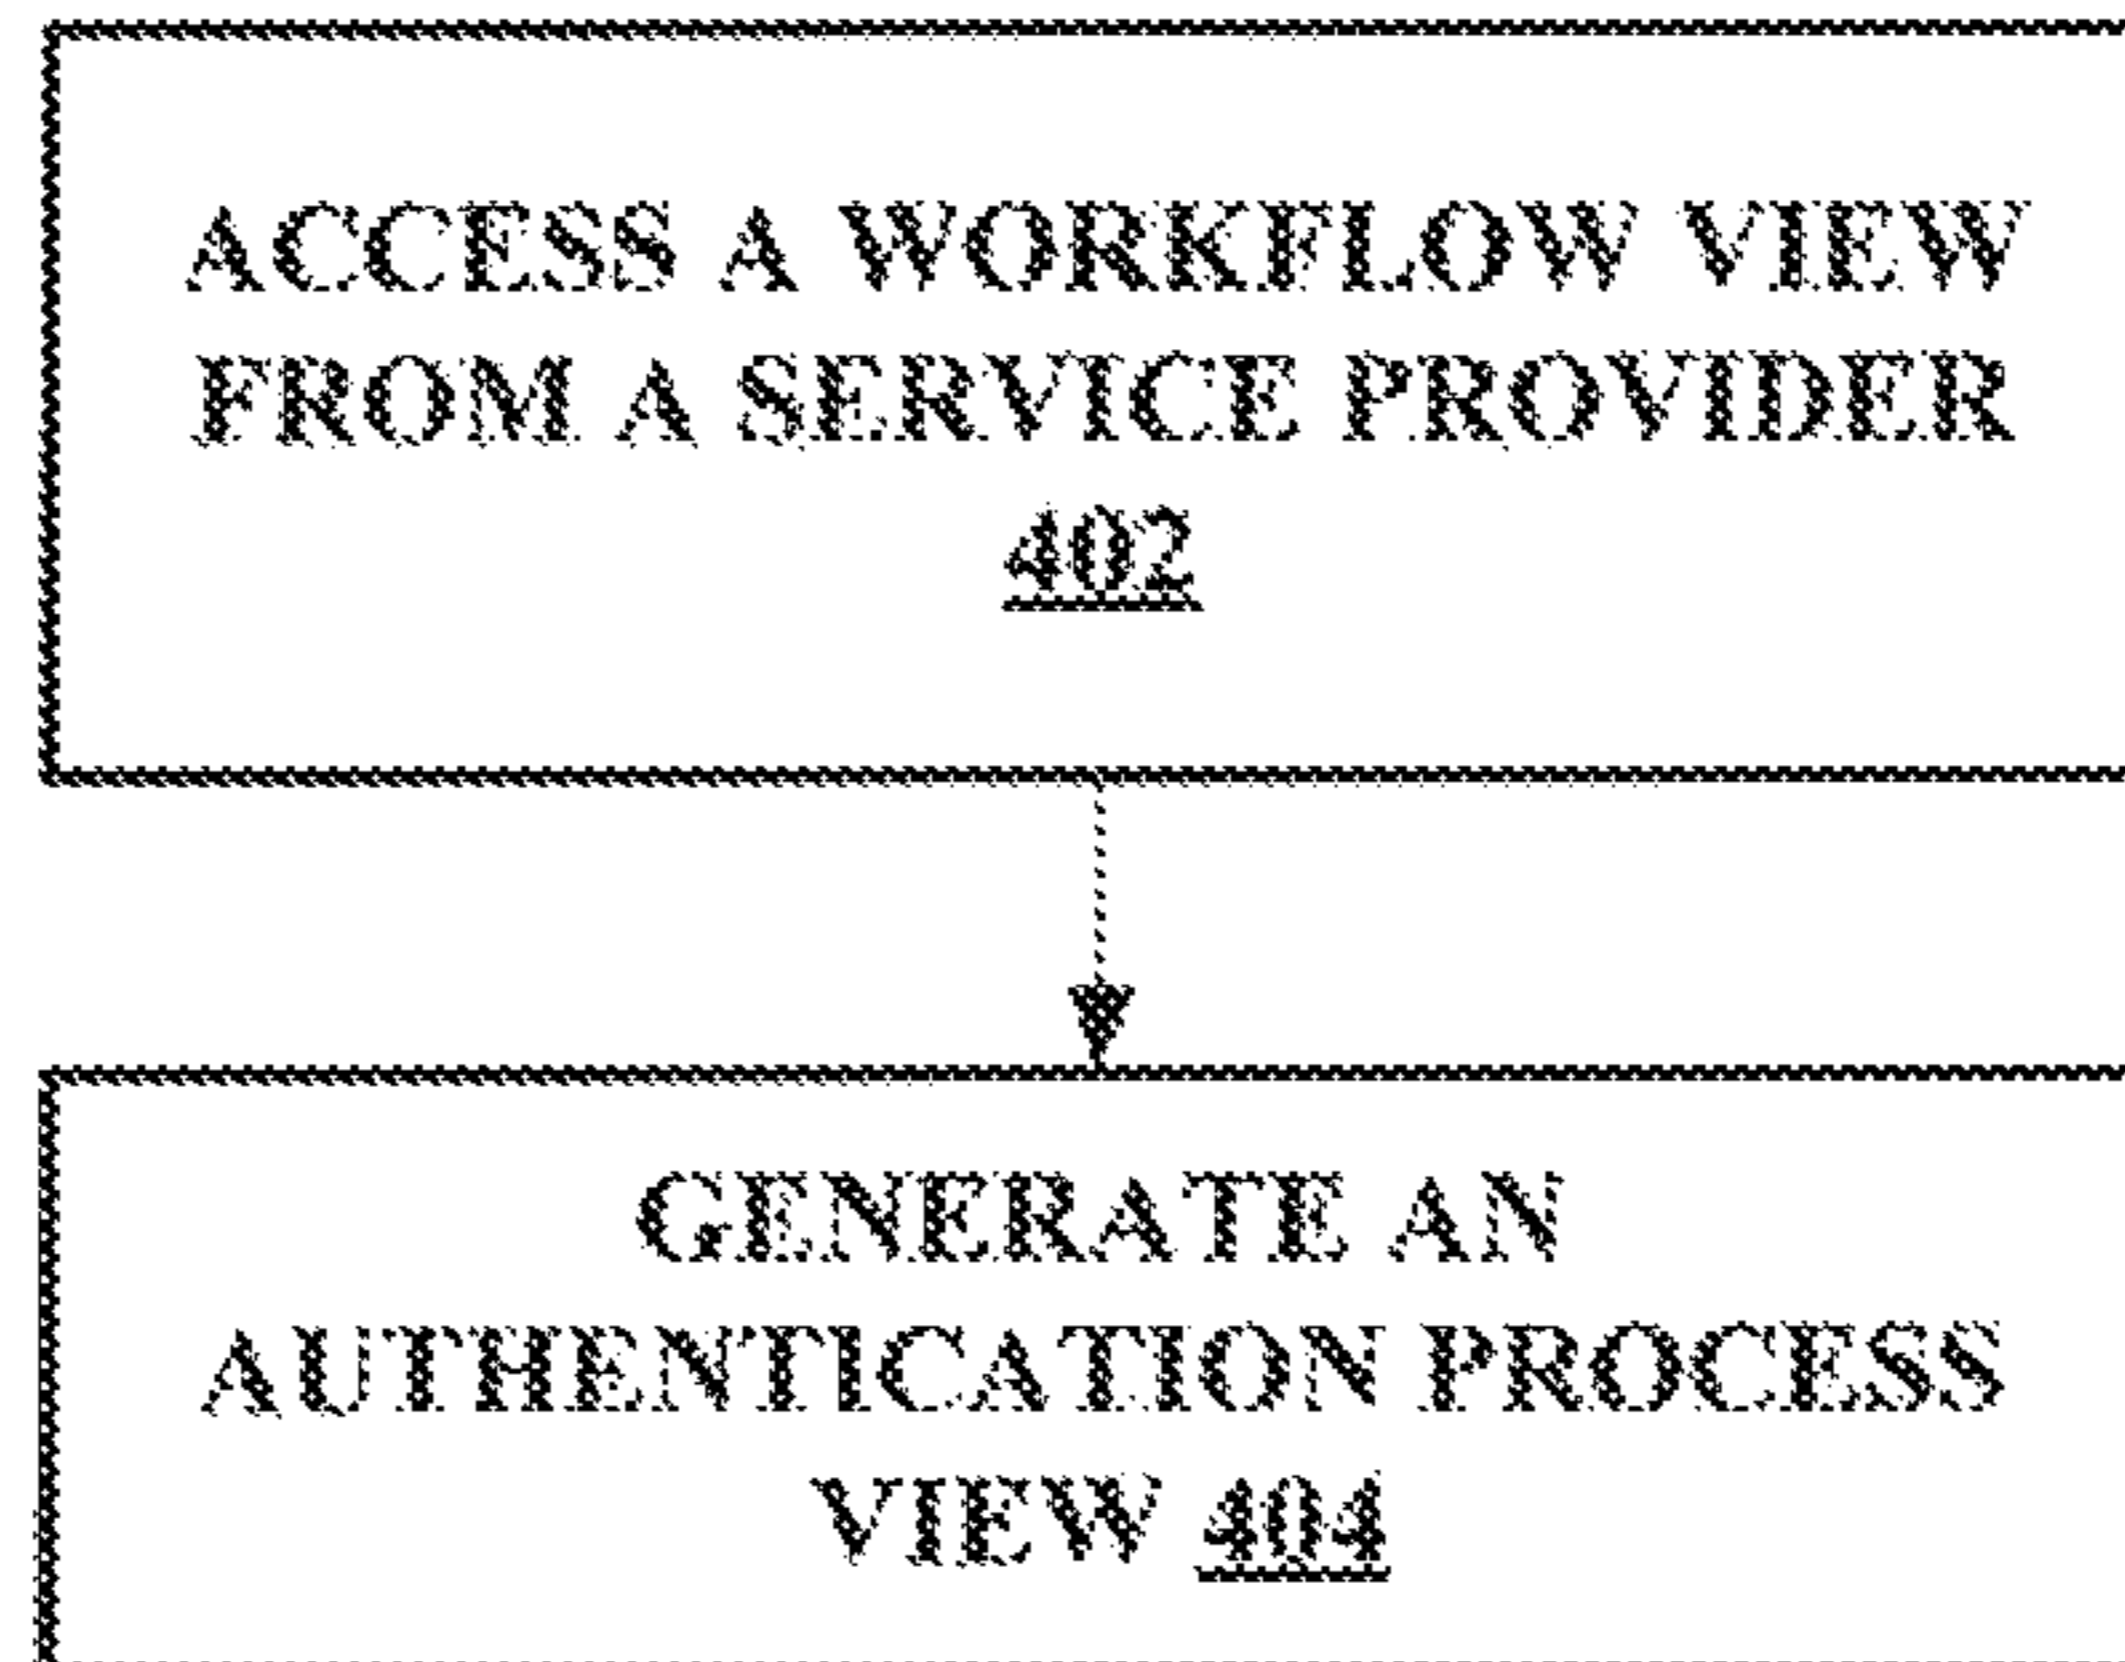 ACCESS A WORKFLOW VIEW
FROM A SERVICE PROVIDER
402
GENERATE AN
AUTHENTICATION PROCESS
VIEW 404